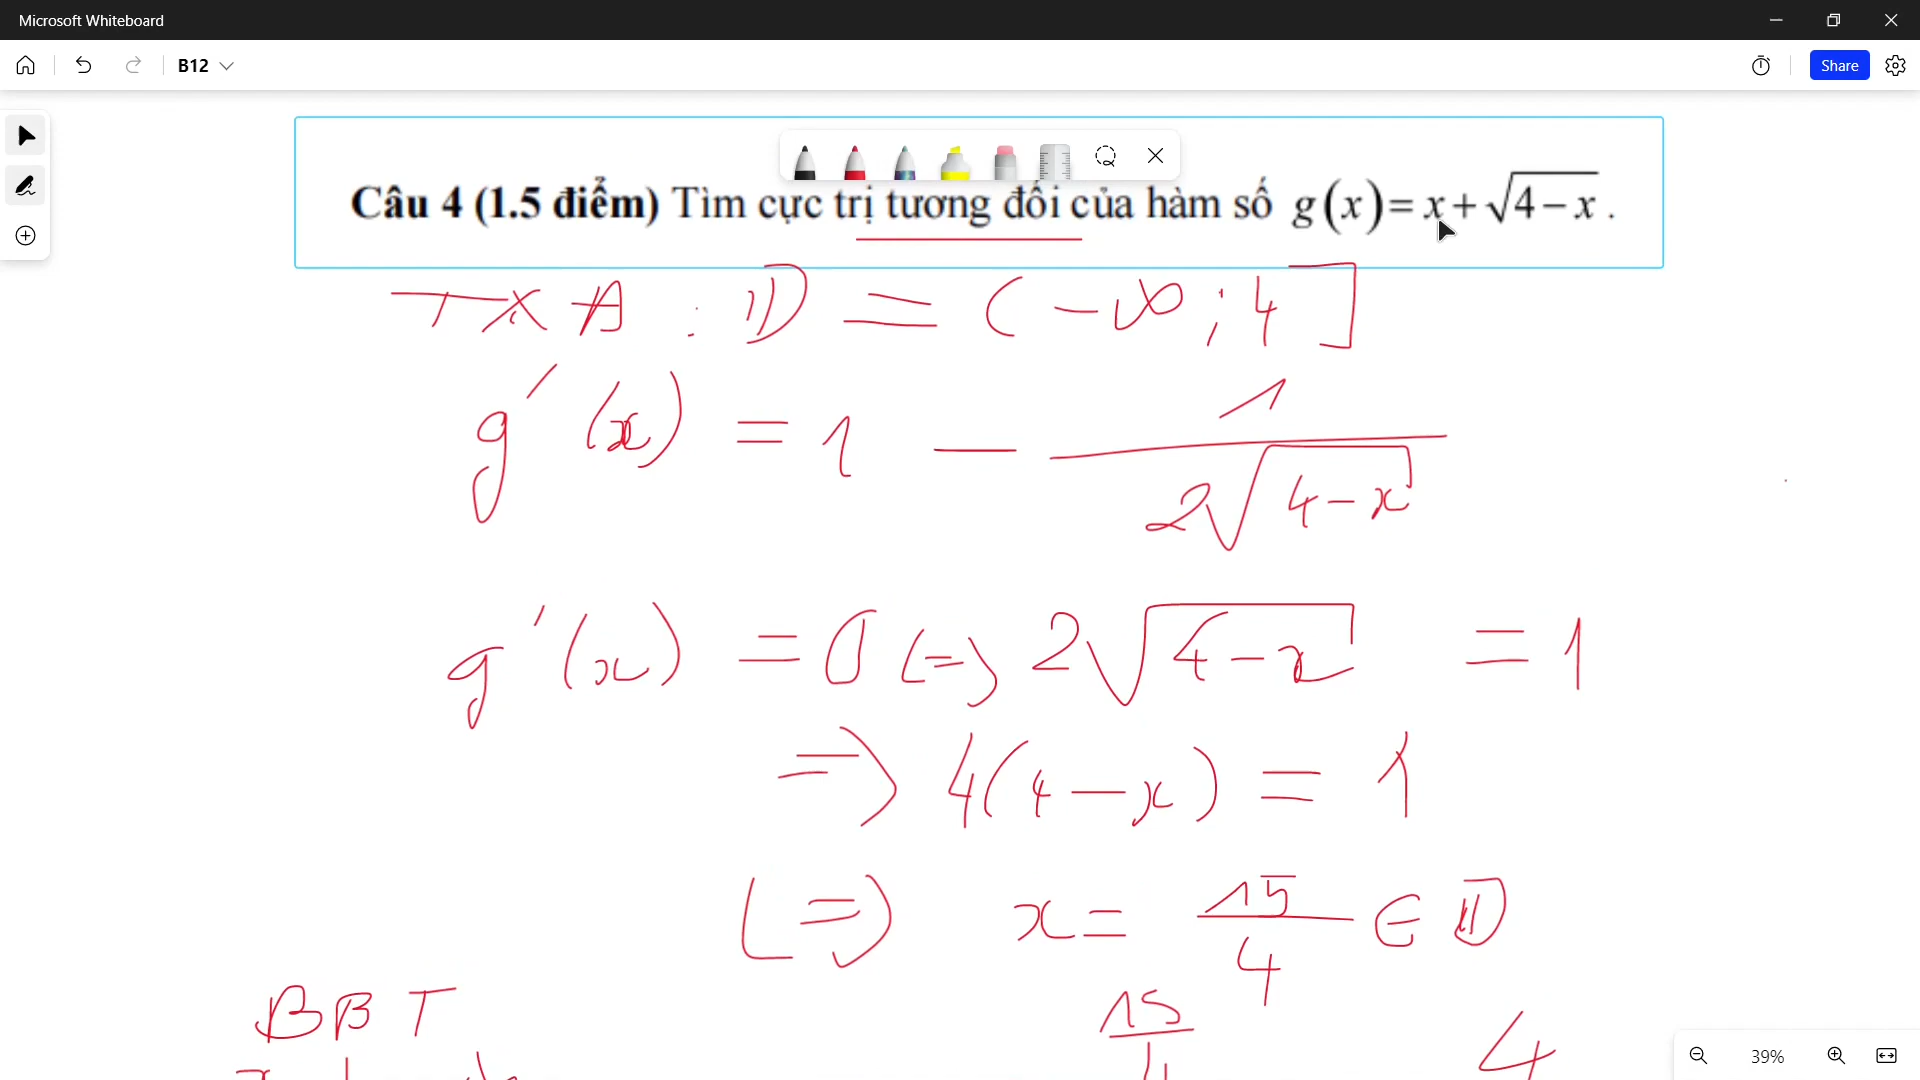 Microsoft Whiteboard
B12
Share
Câu 4 (1.5 điểm) Tìm cực trị tương đối của hàm số g(x) = x + √(4 − x) .
TXĐ : D = (−∞ ; 4]
g'(x) = 1 − 1/(2√(4−x))
g'(x) = 0 (=) 2√(4−x) = 1
=> 4(4−x) = 1
(=) x = 15/4 ∈ D
BBT
15/4 4
39%